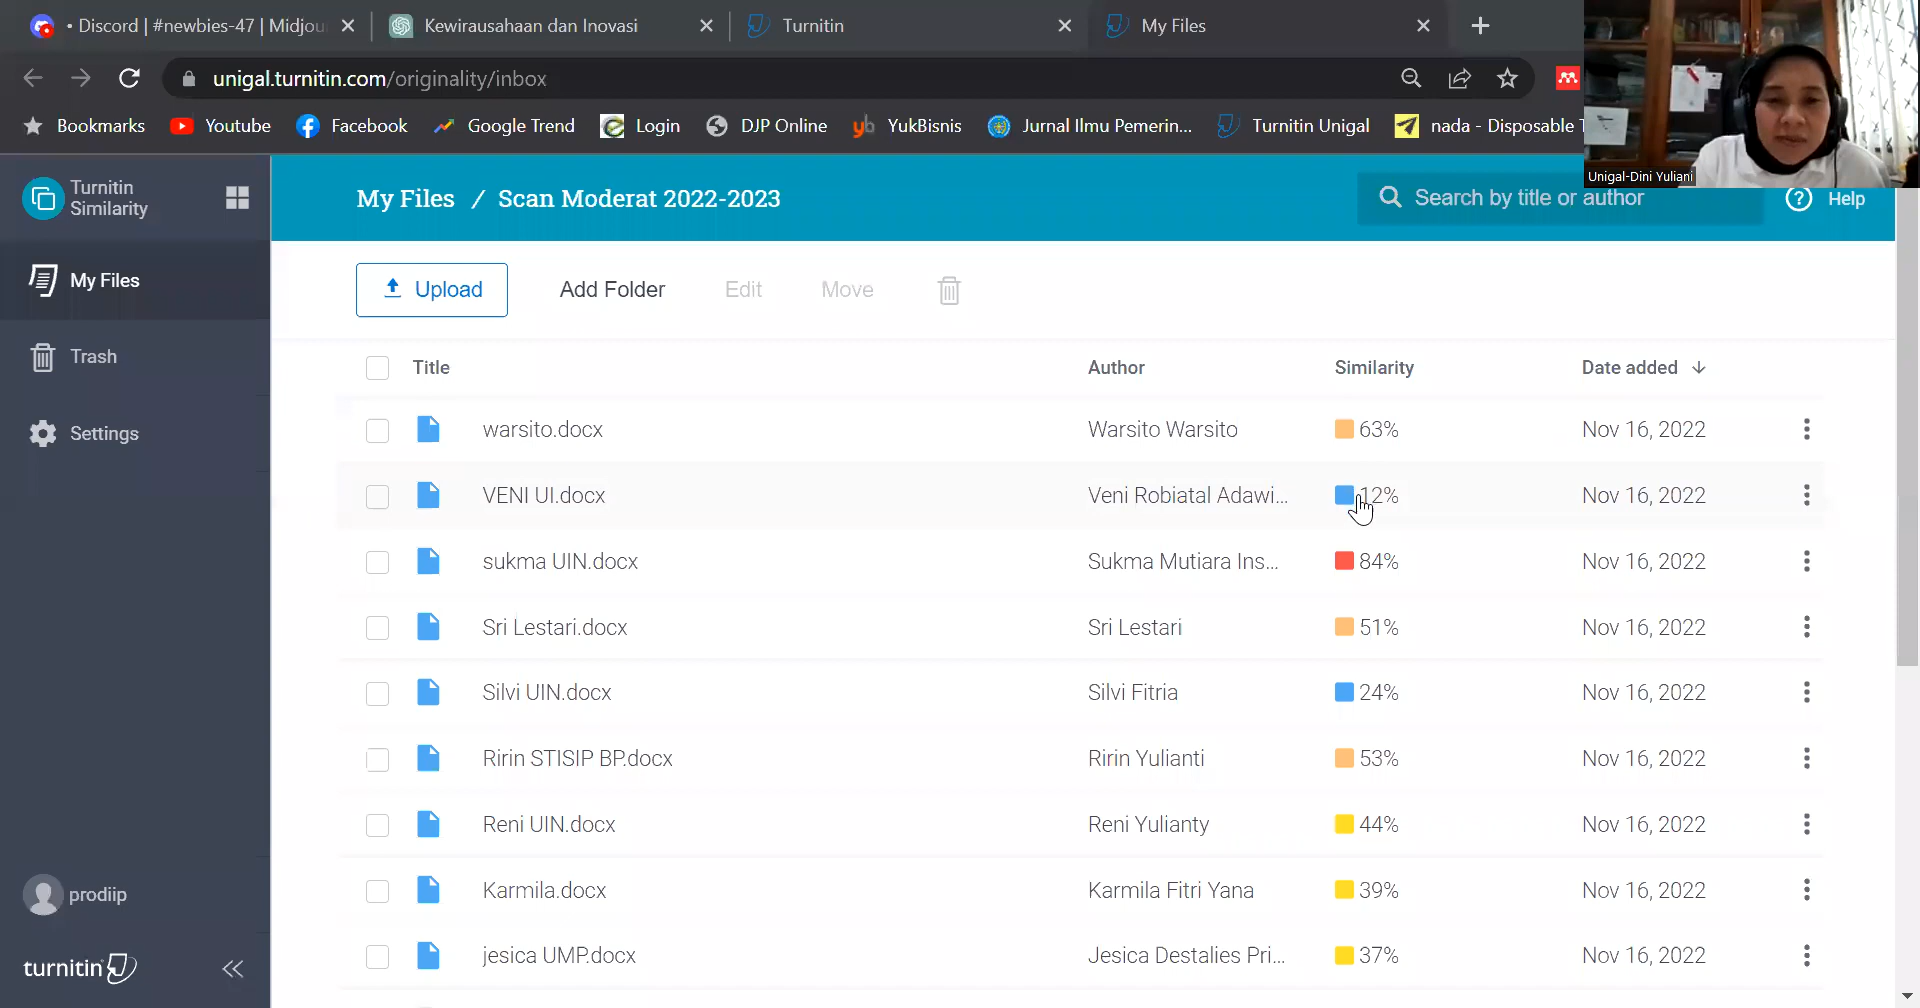 • Discord | #newbies-47 | Midjou
Kewirausahaan dan Inovasi
Turnitin
My Files
unigal.turnitin.com/originality/inbox
Bookmarks
Youtube
Facebook
Google Trend
Login
DJP Online
YukBisnis
Jurnal Ilmu Pemerin...
Turnitin Unigal
nada - Disposable T
Unigal-Dini Yuliani
Turnitin
Similarity
My Files / Scan Moderat 2022-2023
Search by title or author
Help
My Files
Trash
Settings
Upload
Add Folder
Edit
Move
Title Author Similarity Date added
warsito.docx Warsito Warsito 63% Nov 16, 2022
VENI UI.docx Veni Robiatal Adawi... 12% Nov 16, 2022
sukma UIN.docx Sukma Mutiara Ins... 84% Nov 16, 2022
Sri Lestari.docx Sri Lestari 51% Nov 16, 2022
Silvi UIN.docx Silvi Fitria 24% Nov 16, 2022
Ririn STISIP BP.docx Ririn Yulianti 53% Nov 16, 2022
Reni UIN.docx Reni Yulianty 44% Nov 16, 2022
Karmila.docx Karmila Fitri Yana 39% Nov 16, 2022
jesica UMP.docx Jesica Destalies Pri... 37% Nov 16, 2022
prodiip
turnitin